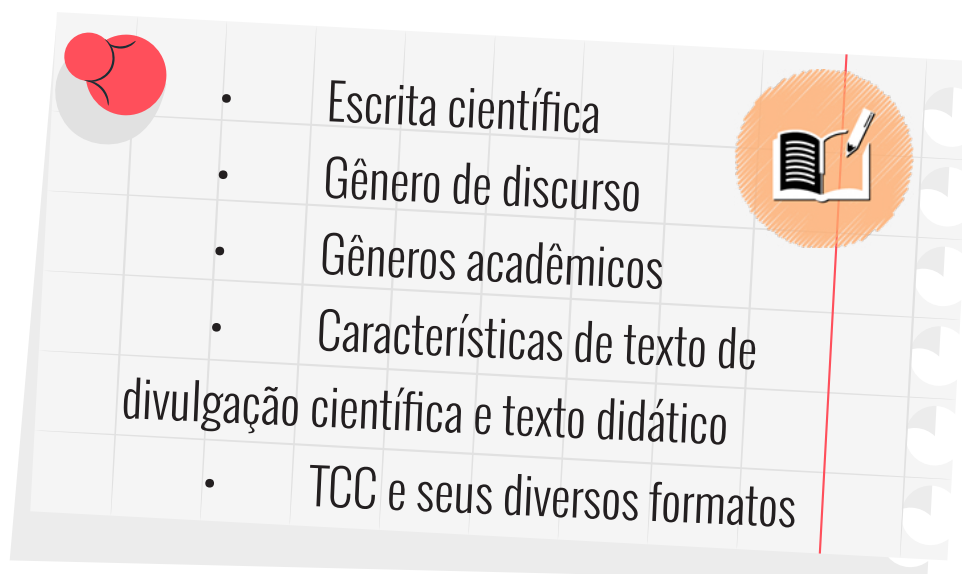 • Escrita científica
• Gênero de discurso
• Gêneros acadêmicos
• Características de texto de
divulgação científica e texto didático
• TCC e seus diversos formatos